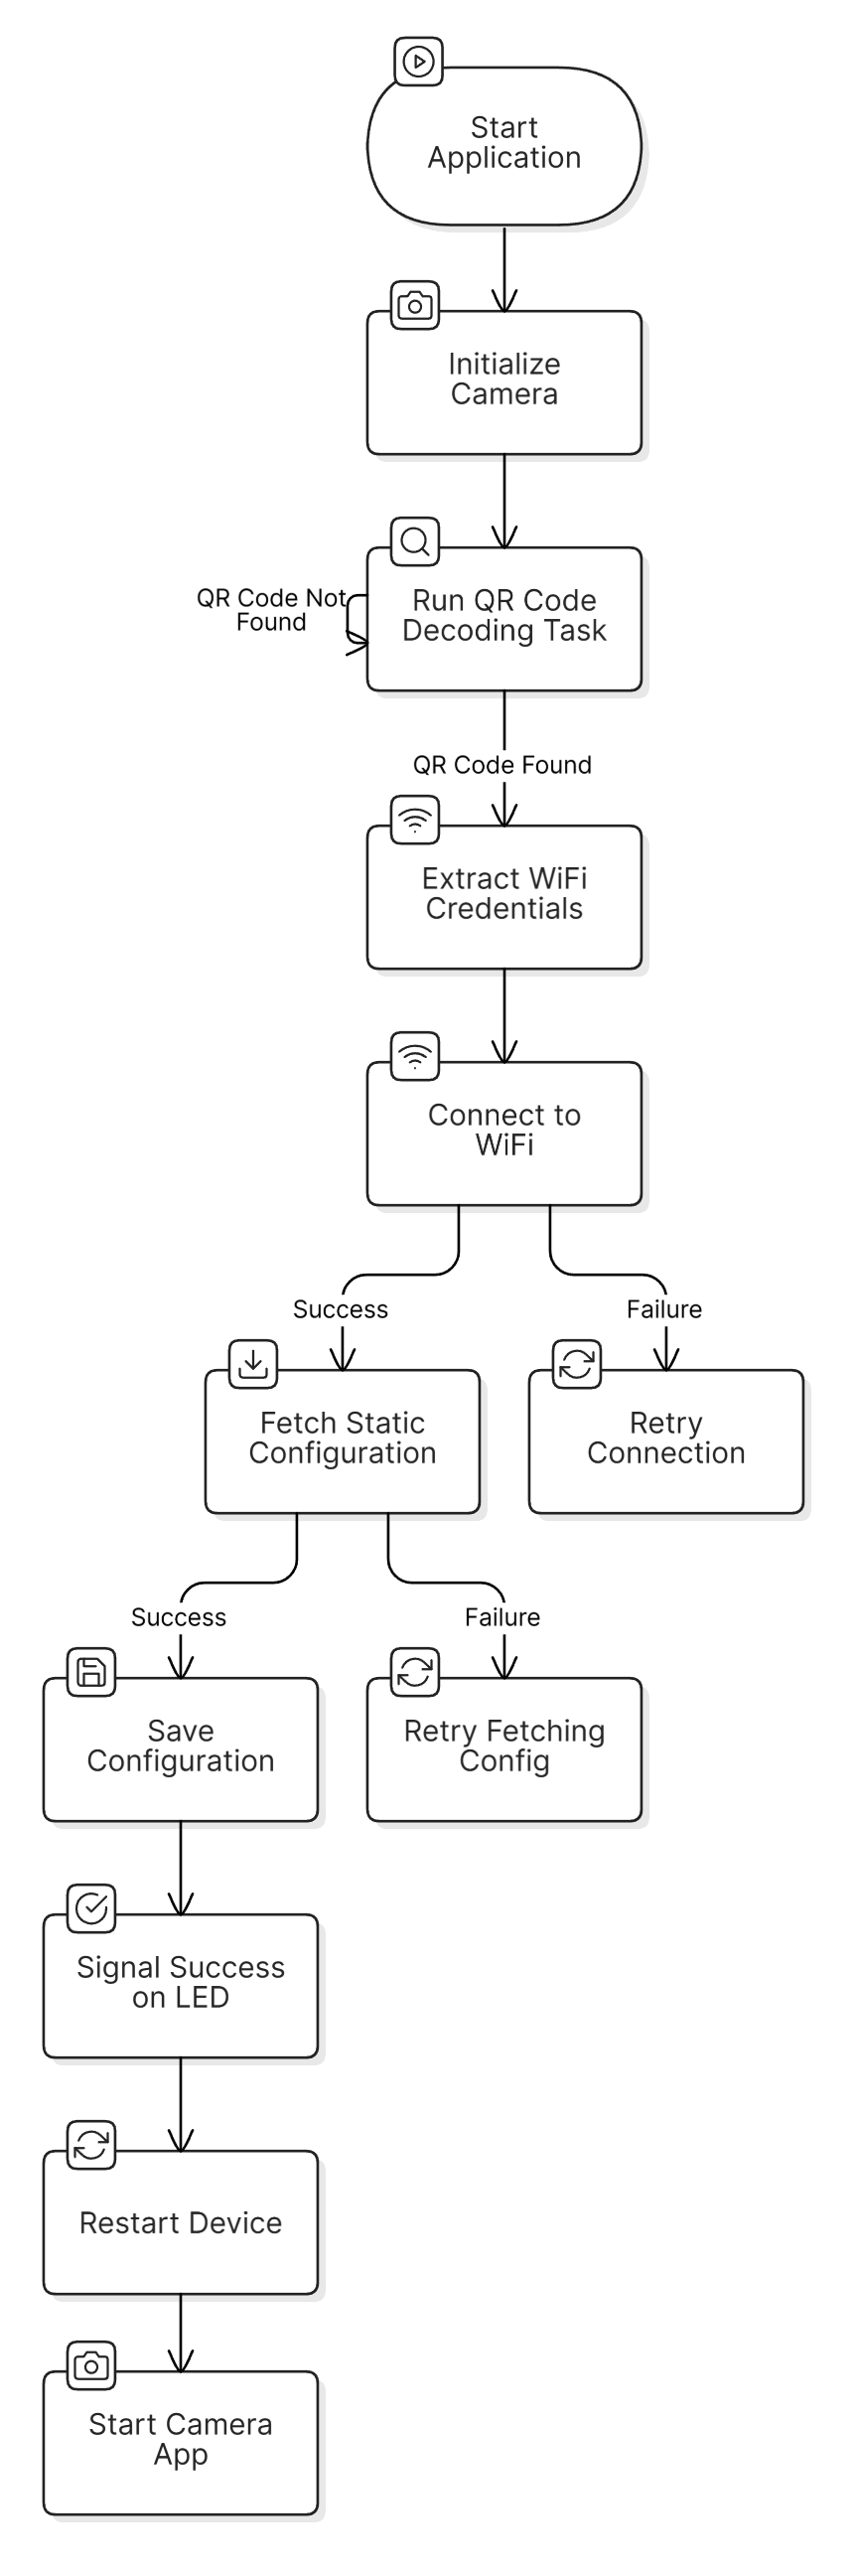 Start
Application
Initialize
Camera
QR Code Not
Found
Run QR Code
Decoding Task
QR Code Found
Extract WiFi
Credentials
Connect to
WiFi
Success
Failure
Fetch Static
Configuration
Retry
Connection
Success
Failure
Save
Configuration
Retry Fetching
Config
Signal Success
on LED
Restart Device
Start Camera
App